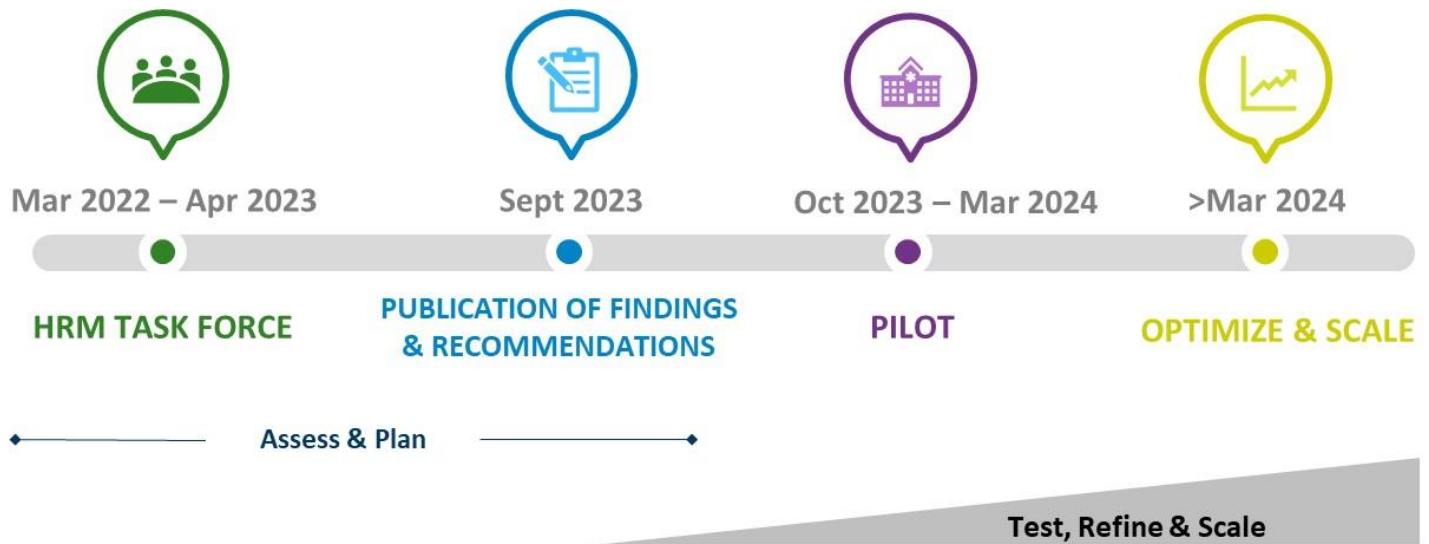 Mar 2022 – Apr 2023
Sept 2023
Oct 2023 – Mar 2024
>Mar 2024
HRM TASK FORCE
PUBLICATION OF FINDINGS
& RECOMMENDATIONS
PILOT
OPTIMIZE & SCALE
Assess & Plan
Test, Refine & Scale